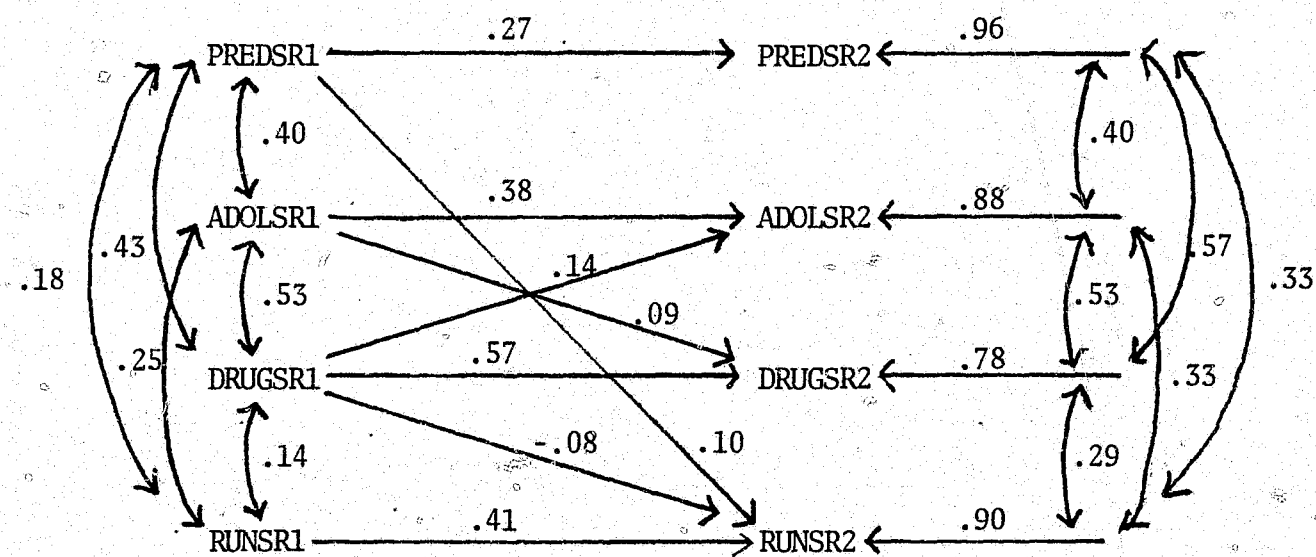 .27 .96
PREDSR1 PREDSR2
.40 .40
.38 .88
ADOLSR1 ADOLSR2
.43 .14 .57
.18 .53 .53 .33
.09
.25 .57 .78 .33
DRUGSR1 DRUGSR2
.14 -.08 .10 .29
.41 .90
RUNSR1 RUNSR2